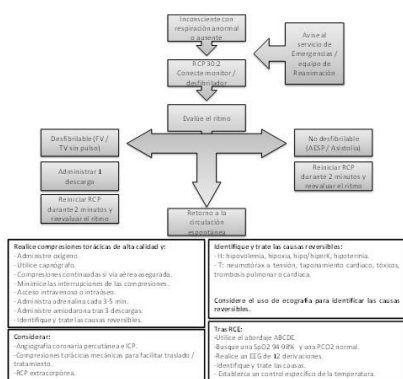 Inconsciente con
respiración anormal
o ausente
Avise al
servicio de
Emergencias /
equipo de
Reanimación
RCP 30:2
Conecte monitor /
desfibrilador
Evalúe el ritmo
Desfibrilable (FV /
TV sin pulso)
No desfibrilable
(AESP / Asistolia)
Administrar 1
descarga
Reiniciar RCP
durante 2 minutos y
reevaluar el ritmo
Reiniciar RCP
durante 2 minutos y
reevaluar el ritmo
Retorno a la
circulación
espontánea
Realice compresiones torácicas de alta calidad y:
- Administre oxígeno.
- Utilice capnógrafo.
- Compresiones continuadas si vía aérea asegurada.
- Minimice las interrupciones de las compresiones.
- Acceso intravenoso o intraóseo.
- Administra adrenalina cada 3-5 min.
- Administre amiodarona tras 3 descargas.
- Identifique y trate las causas reversibles.
Identifique y trate las causas reversibles:
- H: hipovolemia, hipoxia, hipo/hiperK, hipotermia.
- T: neumotórax a tensión, taponamiento cardiaco, tóxicos,
trombosis pulmonar o cardiaca.
Considere el uso de ecografía para identificar las causas
reversibles.
Considerar:
- Angiografía coronaria percutánea e ICP.
- Compresiones torácicas mecánicas para facilitar traslado /
tratamiento.
- RCP extracorpórea.
Tras RCE:
-Utilice el abordaje ABCDE.
-Busque una SpO2 94-98% y una PCO2 normal.
-Realice un EEG de 12 derivaciones.
-Identifique y trate las causas.
- Establezca un control específico de la temperatura.